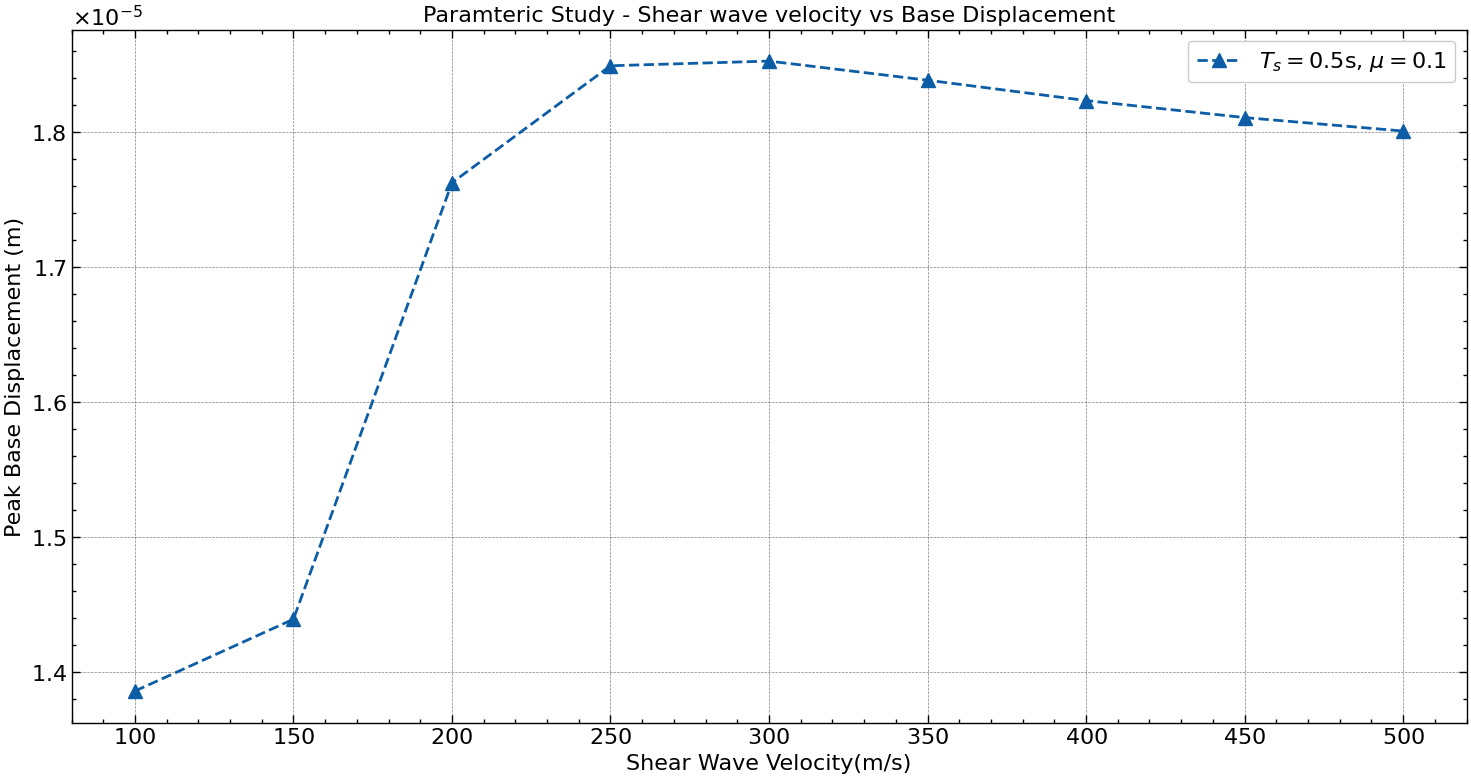 ×10⁻⁵
Paramteric Study - Shear wave velocity vs Base Displacement
Tₛ = 0.5s, μ = 0.1
1.8
1.7
1.6
1.5
1.4
Peak Base Displacement (m)
100 150 200 250 300 350 400 450 500
Shear Wave Velocity(m/s)